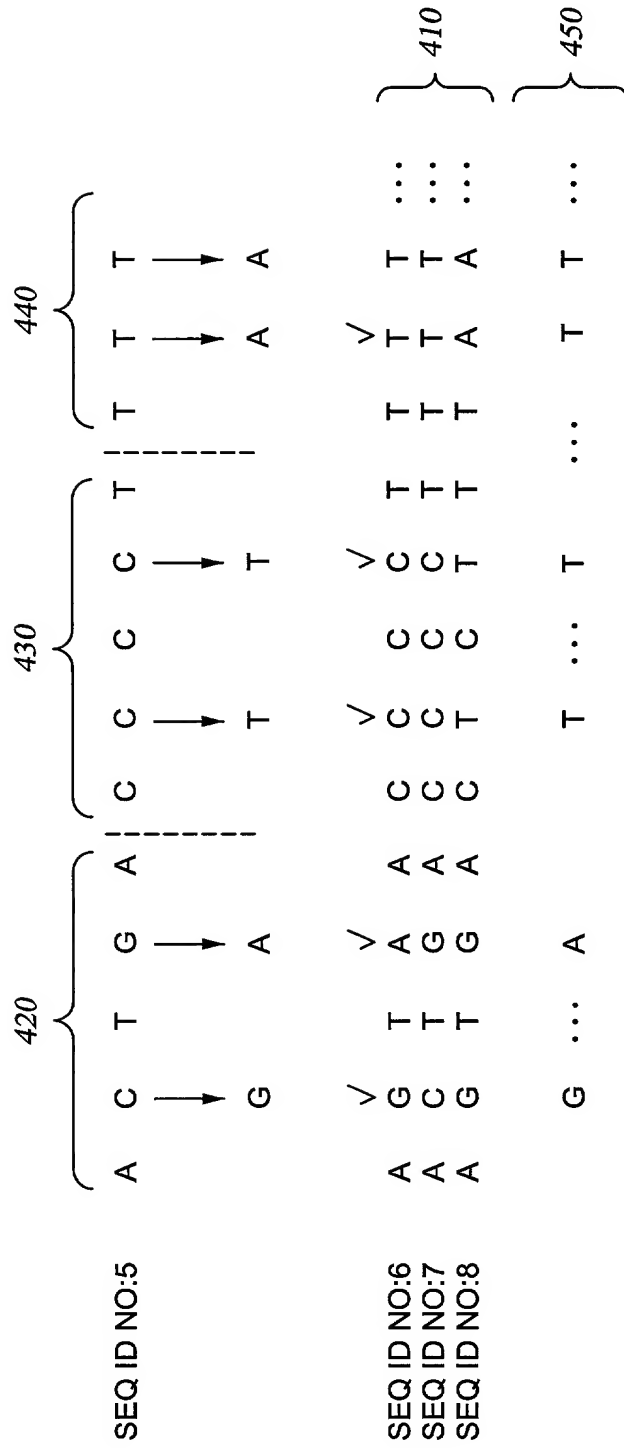 420 430 440
SEQ ID NO:5 A C T G A C C C C T T T T
G A T T A A
√ √ √ √ √
SEQ ID NO:6 A G T A A C C C C T T T T ...
SEQ ID NO:7 A C T G A C C C C T T T T ... 410
SEQ ID NO:8 A G T G A C T C T T T A A ...
G ... A T ... T ... T T ... 450